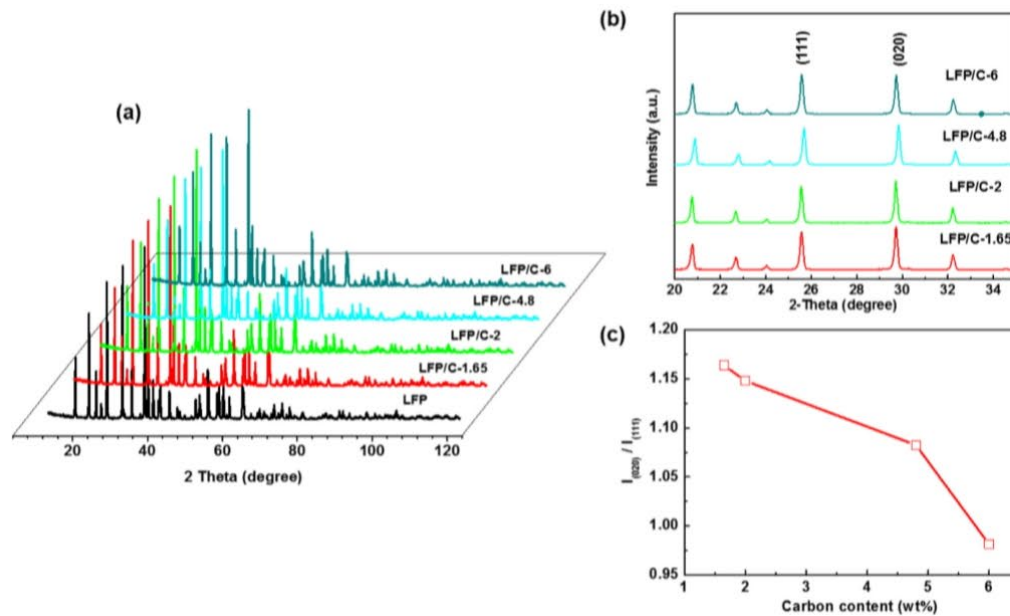 (a)
LFP/C-6
LFP/C-4.8
LFP/C-2
LFP/C-1.65
LFP
20 40 60 80 100 120
2 Theta (degree)
(b)
(111)
(020)
LFP/C-6
LFP/C-4.8
LFP/C-2
LFP/C-1.65
Intensity (a.u.)
20 22 24 26 28 30 32 34
2-Theta (degree)
(c)
1.20
1.15
1.10
1.05
1.00
0.95
I(020) / I(111)
1 2 3 4 5 6
Carbon content (wt%)